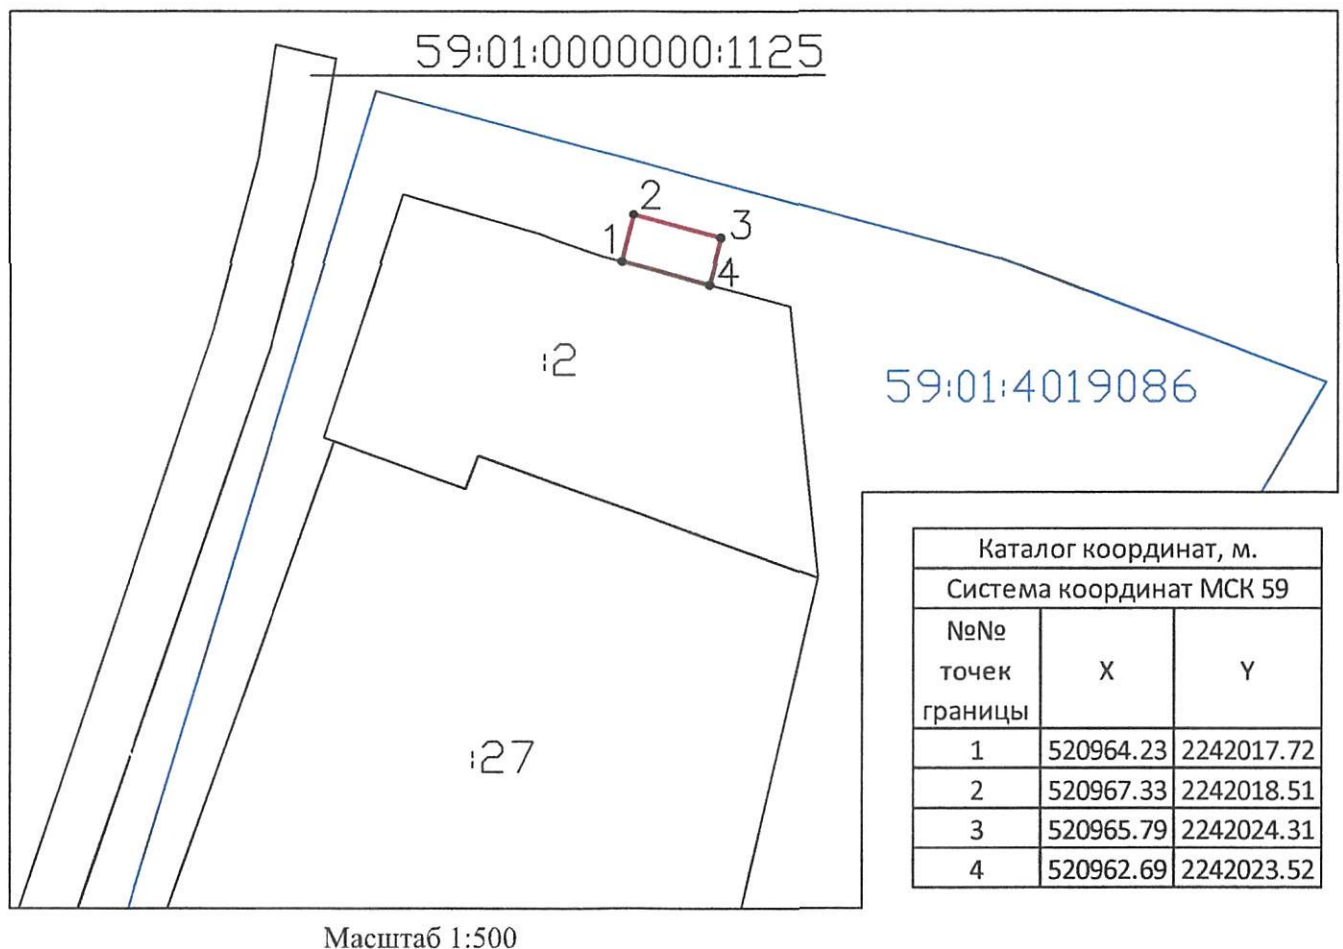 59:01:0000000:1125
2
3
1
4
:2
59:01:4019086
:27
Каталог координат, м.
Система координат МСК 59
№№ точек границы X Y
1 520964.23 2242017.72
2 520967.33 2242018.51
3 520965.79 2242024.31
4 520962.69 2242023.52
Масштаб 1:500